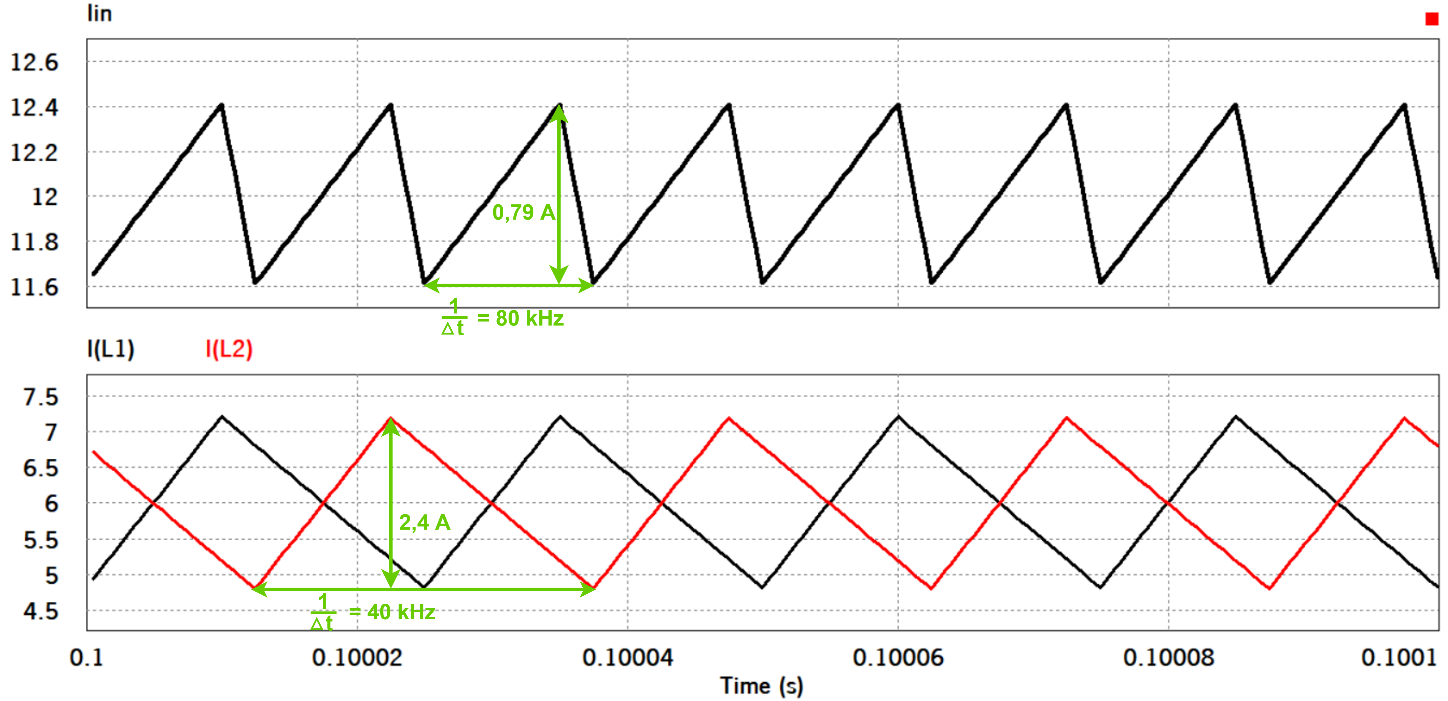 Iin
12.6
12.4
12.2
12
11.8
11.6
0,79 A
1
Δt
= 80 kHz
I(L1) I(L2)
7.5
7
6.5
6
5.5
5
4.5
2,4 A
1
Δt
= 40 kHz
0.1 0.10002 0.10004 0.10006 0.10008 0.1001
Time (s)